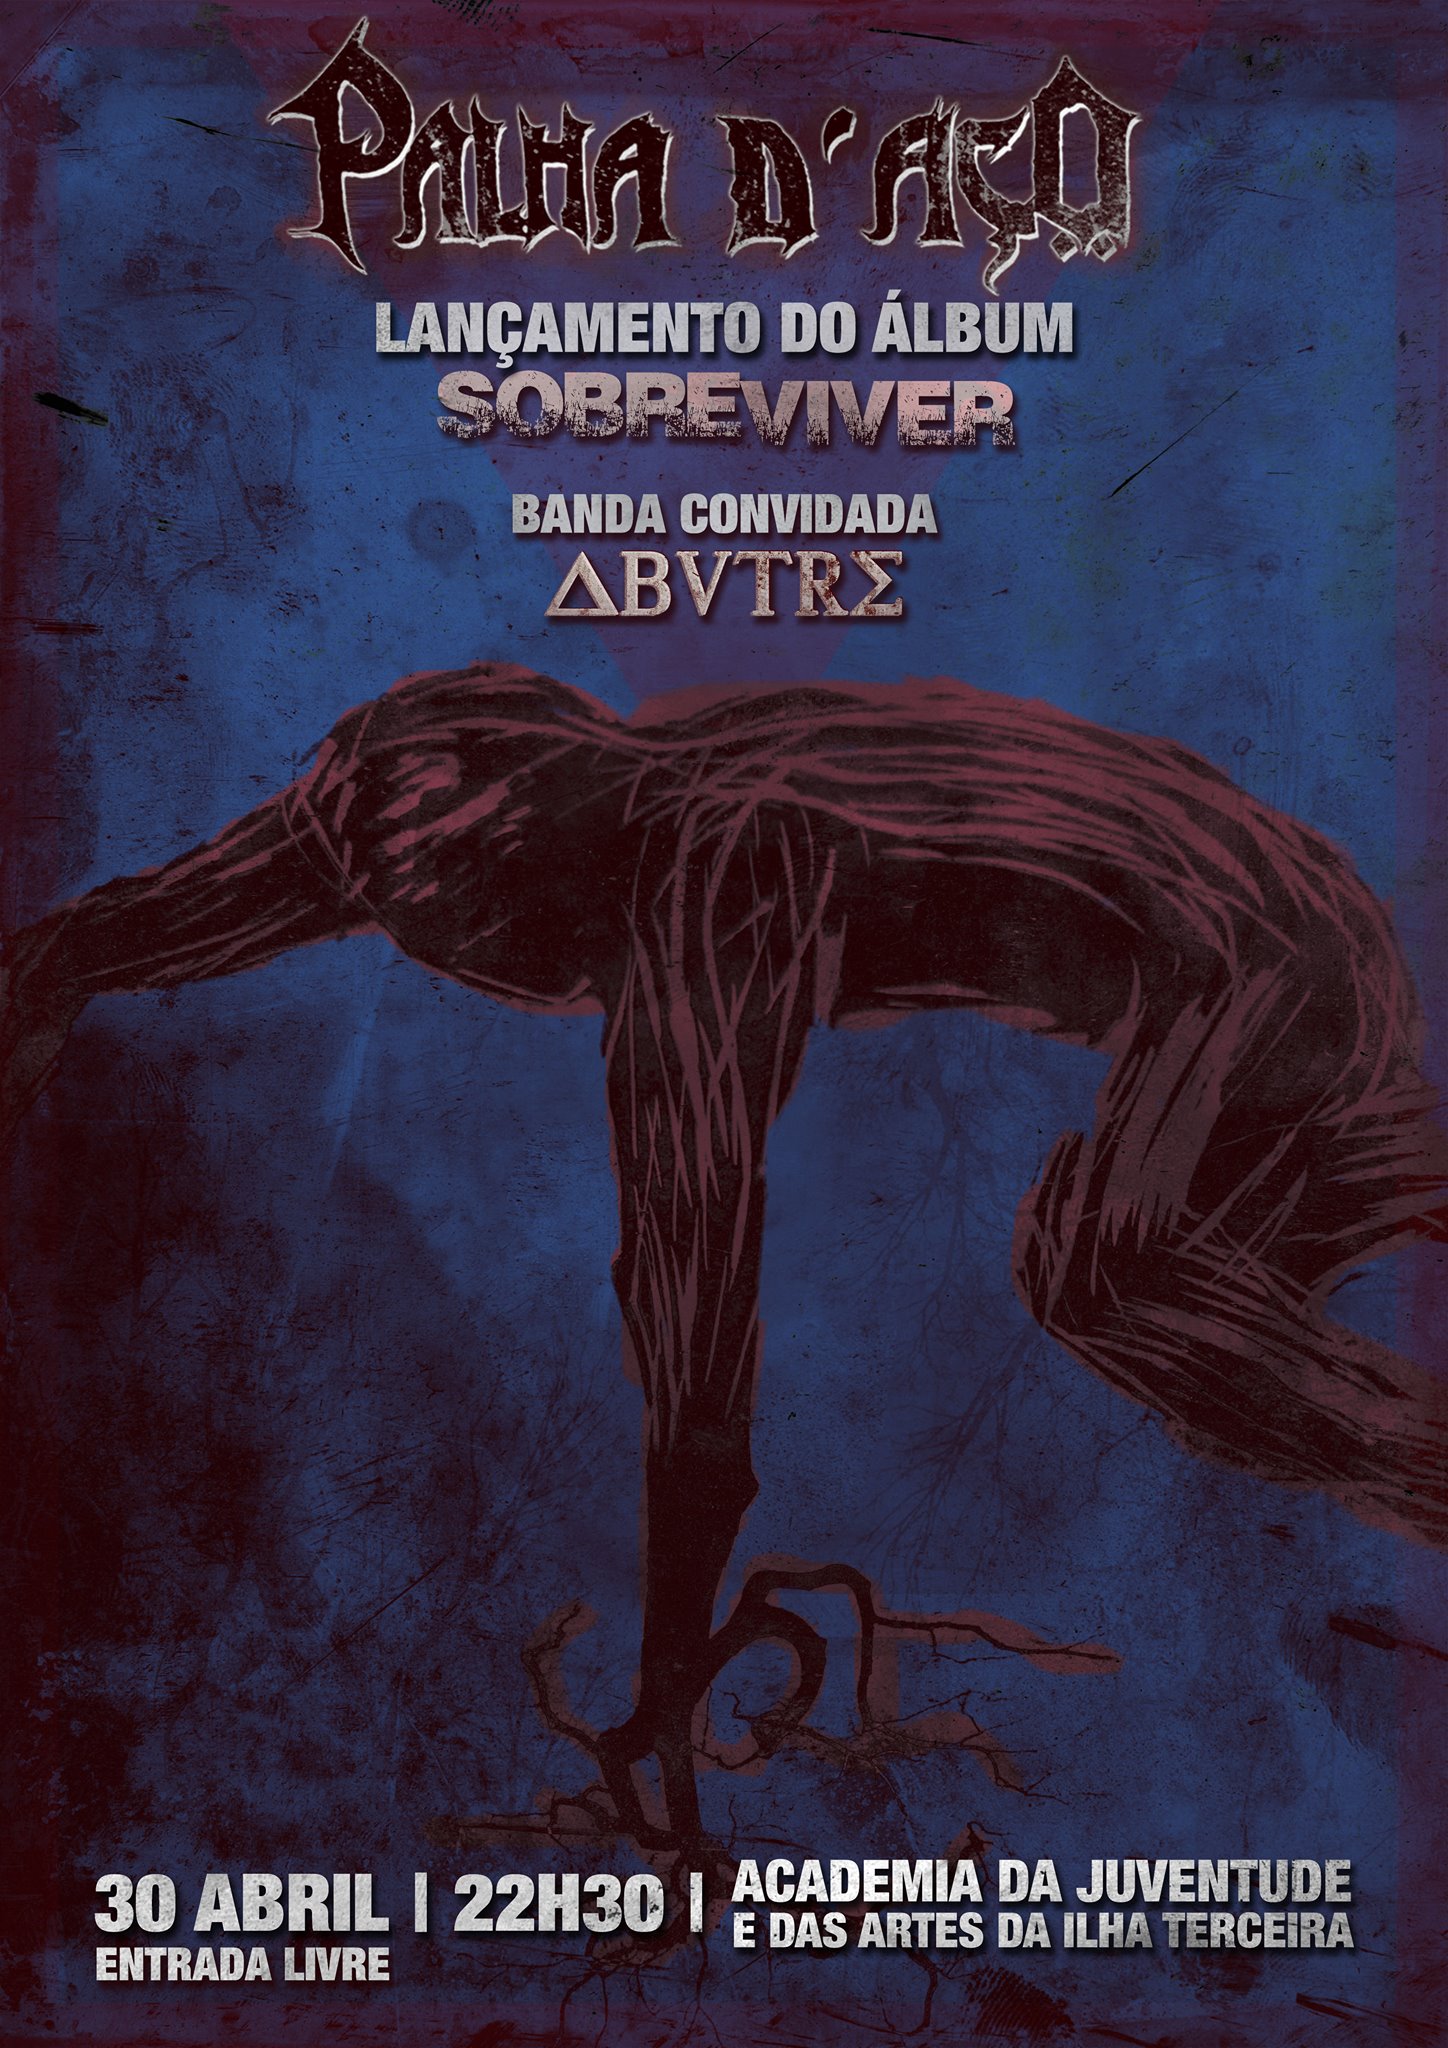 PALHA D'AÇO
LANÇAMENTO DO ÁLBUM
SOBREVIVER
BANDA CONVIDADA
ΔBVTRΣ
30 ABRIL | 22H30 | ACADEMIA DA JUVENTUDE
E DAS ARTES DA ILHA TERCEIRA
ENTRADA LIVRE